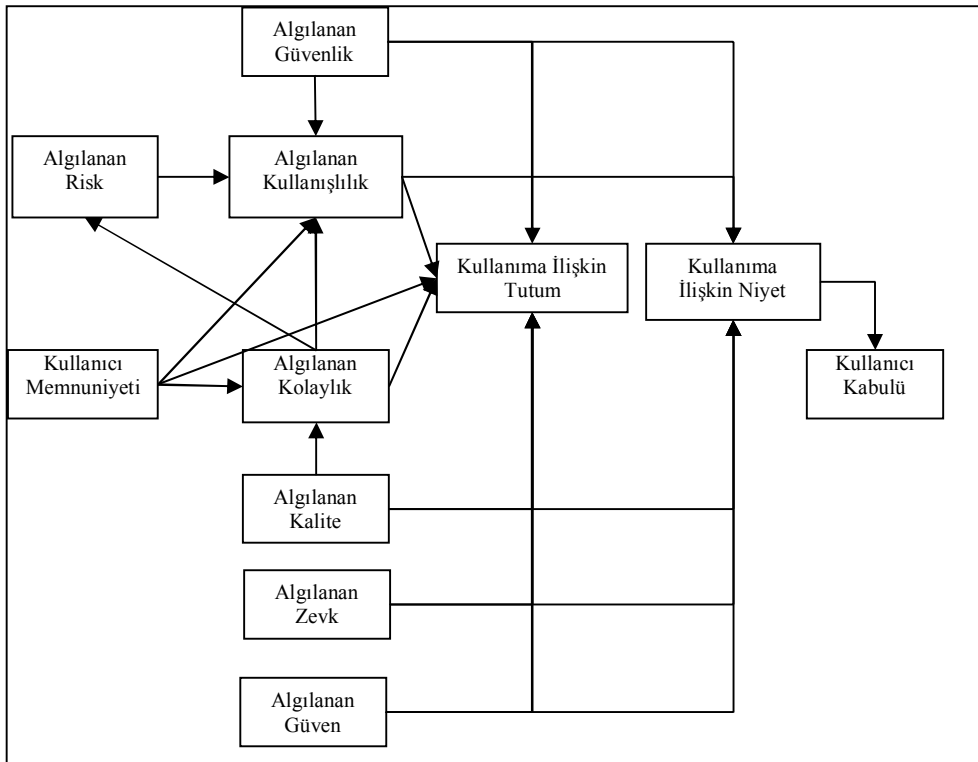 Algılanan
Güvenlik
Algılanan
Risk
Algılanan
Kullanışlılık
Kullanıma İlişkin
Tutum
Kullanıma
İlişkin Niyet
Kullanıcı
Memnuniyeti
Algılanan
Kolaylık
Kullanıcı
Kabulü
Algılanan
Kalite
Algılanan
Zevk
Algılanan
Güven